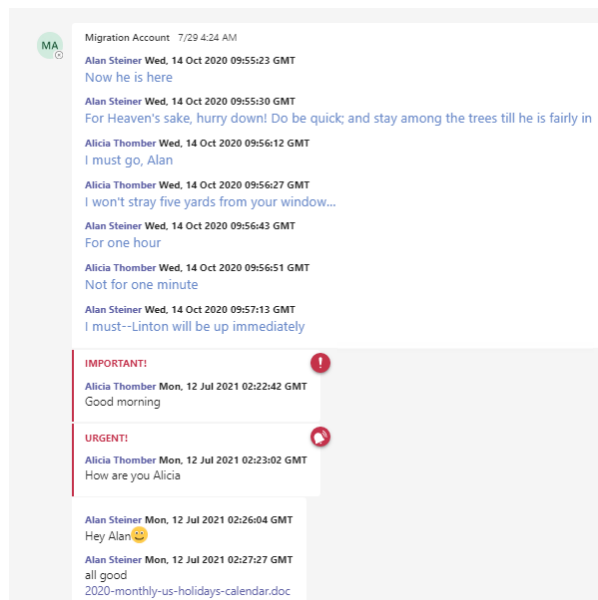 MA
Migration Account 7/29 4:24 AM
Alan Steiner Wed, 14 Oct 2020 09:55:23 GMT
Now he is here
Alan Steiner Wed, 14 Oct 2020 09:55:30 GMT
For Heaven's sake, hurry down! Do be quick; and stay among the trees till he is fairly in
Alicia Thomber Wed, 14 Oct 2020 09:56:12 GMT
I must go, Alan
Alicia Thomber Wed, 14 Oct 2020 09:56:27 GMT
I won't stray five yards from your window...
Alan Steiner Wed, 14 Oct 2020 09:56:43 GMT
For one hour
Alicia Thomber Wed, 14 Oct 2020 09:56:51 GMT
Not for one minute
Alan Steiner Wed, 14 Oct 2020 09:57:13 GMT
I must--Linton will be up immediately
IMPORTANT!
Alicia Thomber Mon, 12 Jul 2021 02:22:42 GMT
Good morning
URGENT!
Alicia Thomber Mon, 12 Jul 2021 02:23:02 GMT
How are you Alicia
Alan Steiner Mon, 12 Jul 2021 02:26:04 GMT
Hey Alan🙂
Alan Steiner Mon, 12 Jul 2021 02:27:27 GMT
all good
2020-monthly-us-holidays-calendar.doc